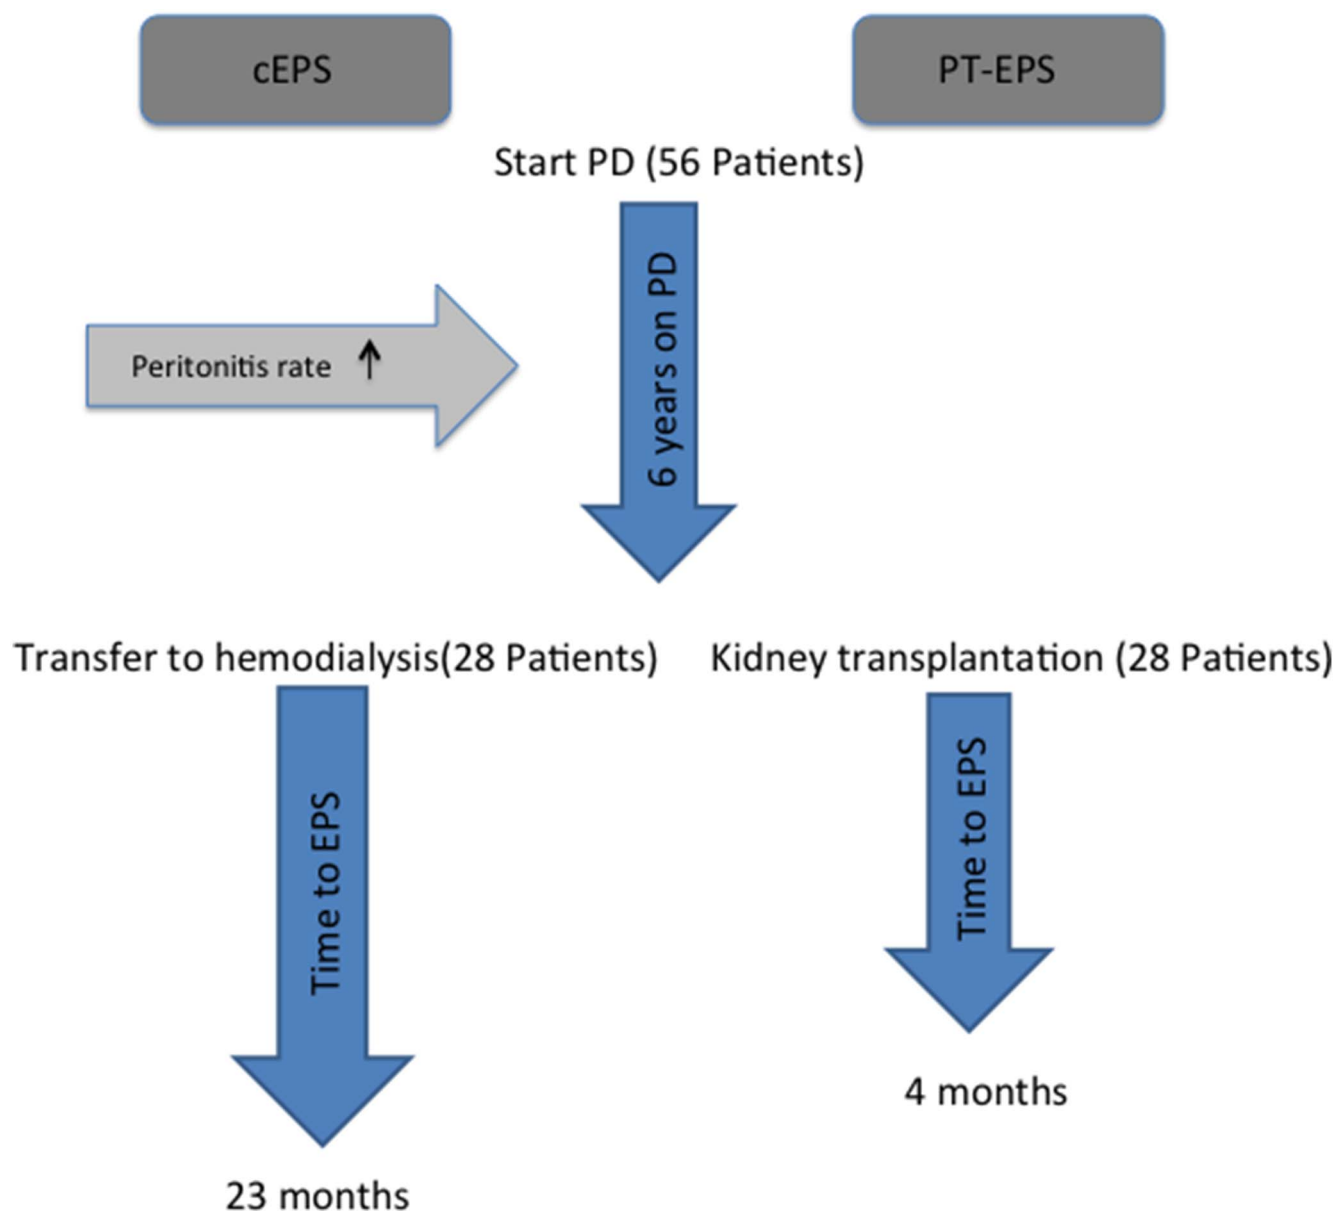 cEPS
PT-EPS
Start PD (56 Patients)
6 years on PD
Peritonitis rate ↑
Transfer to hemodialysis(28 Patients)
Kidney transplantation (28 Patients)
Time to EPS
Time to EPS
4 months
23 months